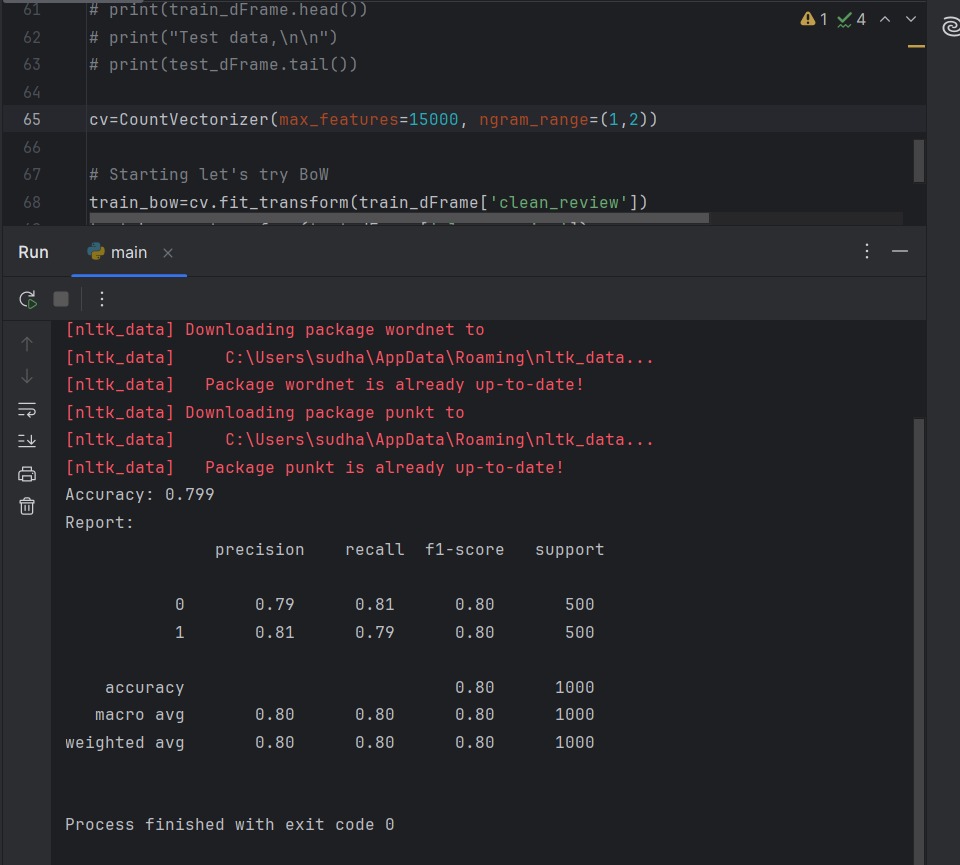 61 # print(train_dFrame.head())
62 # print("Test data,\n\n")
63 # print(test_dFrame.tail())
64
65 cv=CountVectorizer(max_features=15000, ngram_range=(1,2))
66
67 # Starting let's try BoW
68 train_bow=cv.fit_transform(train_dFrame['clean_review'])
1 4
Run main
[nltk_data] Downloading package wordnet to
[nltk_data]     C:\Users\sudha\AppData\Roaming\nltk_data...
[nltk_data]   Package wordnet is already up-to-date!
[nltk_data] Downloading package punkt to
[nltk_data]     C:\Users\sudha\AppData\Roaming\nltk_data...
[nltk_data]   Package punkt is already up-to-date!
Accuracy: 0.799
Report:
               precision    recall  f1-score   support

           0       0.79      0.81      0.80       500
           1       0.81      0.79      0.80       500

    accuracy                           0.80      1000
   macro avg       0.80      0.80      0.80      1000
weighted avg       0.80      0.80      0.80      1000

Process finished with exit code 0